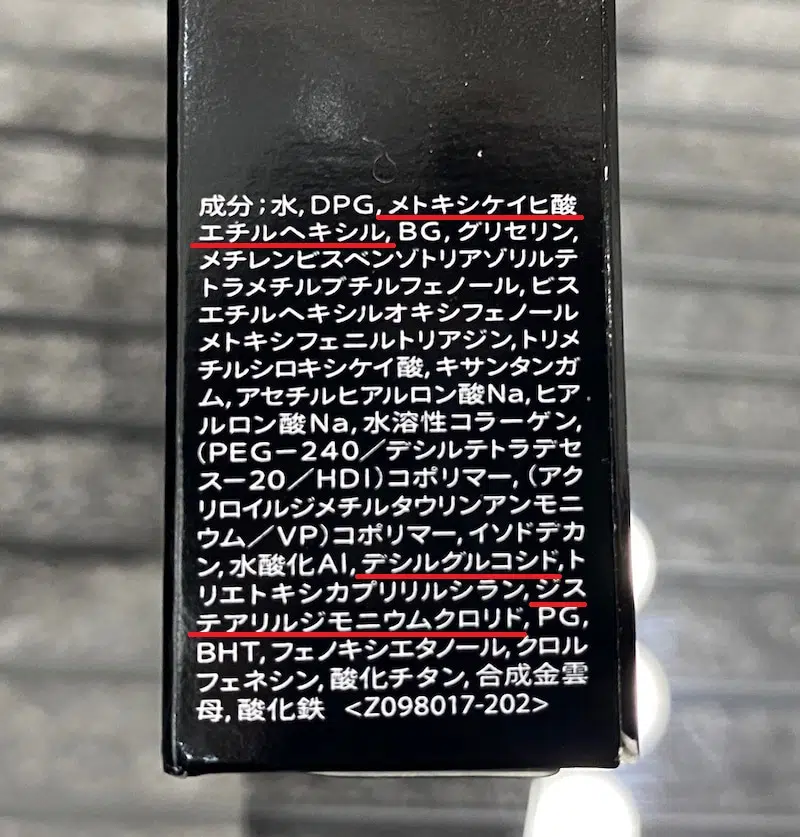 成分；水, DPG, メトキシケイヒ酸
エチルヘキシル, BG, グリセリン,
メチレンビスベンゾトリアゾリルテ
トラメチルブチルフェノール, ビス
エチルヘキシルオキシフェノール
メトキシフェニルトリアジン, トリメ
チルシロキシケイ酸, キサンタンガ
ム, アセチルヒアルロン酸Na, ヒア
ルロン酸Na, 水溶性コラーゲン,
(PEG−240／デシルテトラデセ
ス−20／HDI)コポリマー, (アク
リロイルジメチルタウリンアンモニ
ウム／VP)コポリマー, イソドデカ
ン, 水酸化Al, デシルグルコシド, ト
リエトキシカプリリルシラン, ジス
テアリルジモニウムクロリド, PG,
BHT, フェノキシエタノール, クロル
フェネシン, 酸化チタン, 合成金雲
母, 酸化鉄 <Z098017-202>